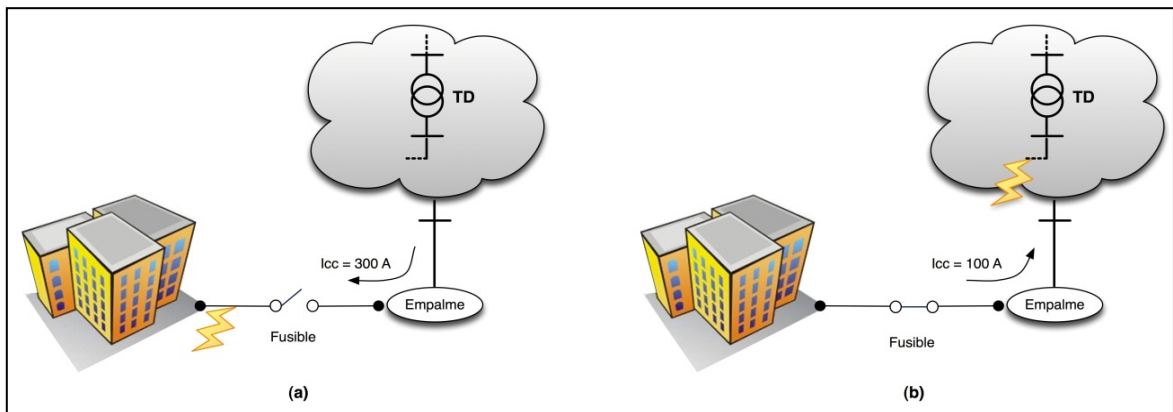 TD
Icc = 300 A
Empalme
Fusible
(a)
TD
Icc = 100 A
Empalme
Fusible
(b)